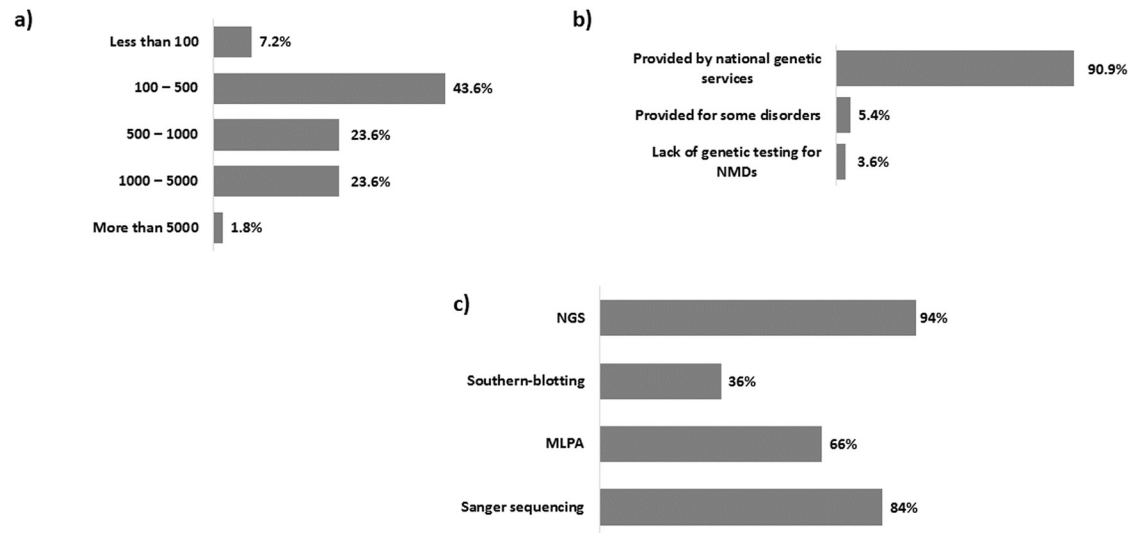 a)
Less than 100 7.2%
100 – 500 43.6%
500 – 1000 23.6%
1000 – 5000 23.6%
More than 5000 1.8%
b)
Provided by national genetic
services 90.9%
Provided for some disorders 5.4%
Lack of genetic testing for
NMDs 3.6%
c)
NGS 94%
Southern-blotting 36%
MLPA 66%
Sanger sequencing 84%